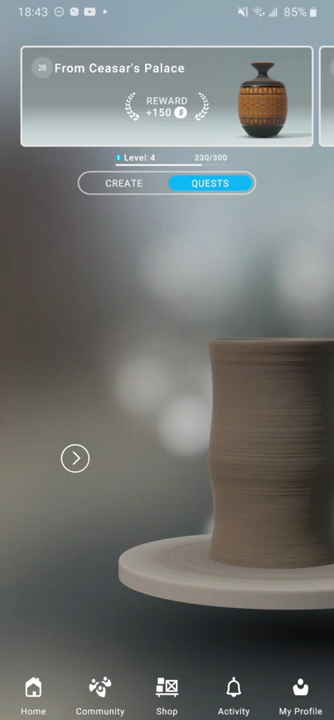 18:43
85%
28
From Ceasar's Palace
REWARD
+150
Level:4
230/300
CREATE
QUESTS
Home
Community
Shop
Activity
My Profile